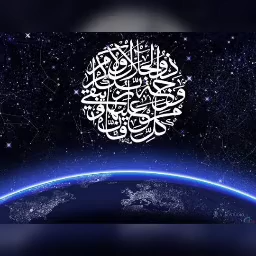 كل من عليها فان
ويبقى وجه ربك
ذو الجلال والإكرام